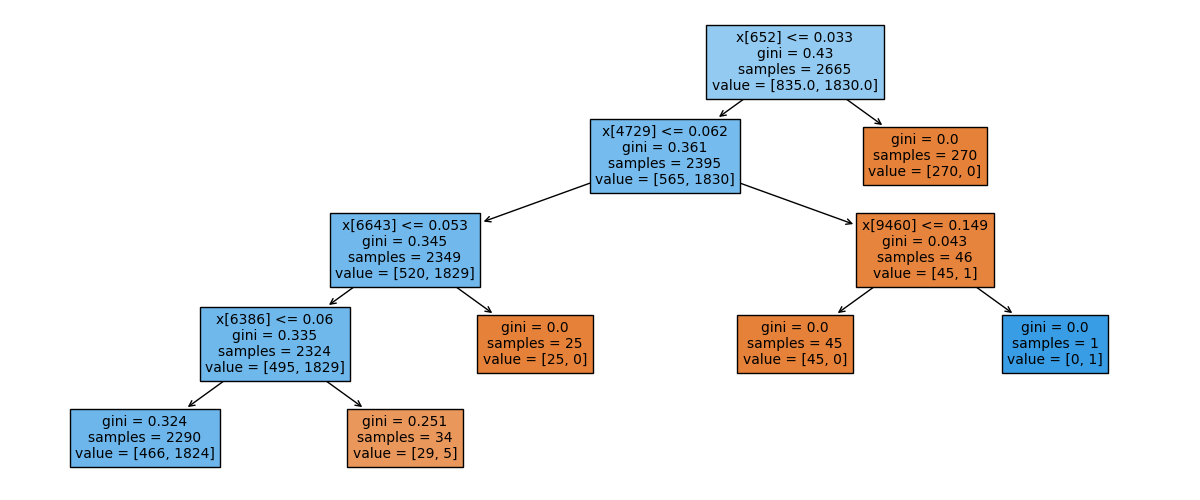 x[652] <= 0.033
gini = 0.43
samples = 2665
value = [835.0, 1830.0]
x[4729] <= 0.062
gini = 0.361
samples = 2395
value = [565, 1830]
gini = 0.0
samples = 270
value = [270, 0]
x[6643] <= 0.053
gini = 0.345
samples = 2349
value = [520, 1829]
x[9460] <= 0.149
gini = 0.043
samples = 46
value = [45, 1]
x[6386] <= 0.06
gini = 0.335
samples = 2324
value = [495, 1829]
gini = 0.0
samples = 25
value = [25, 0]
gini = 0.0
samples = 45
value = [45, 0]
gini = 0.0
samples = 1
value = [0, 1]
gini = 0.324
samples = 2290
value = [466, 1824]
gini = 0.251
samples = 34
value = [29, 5]